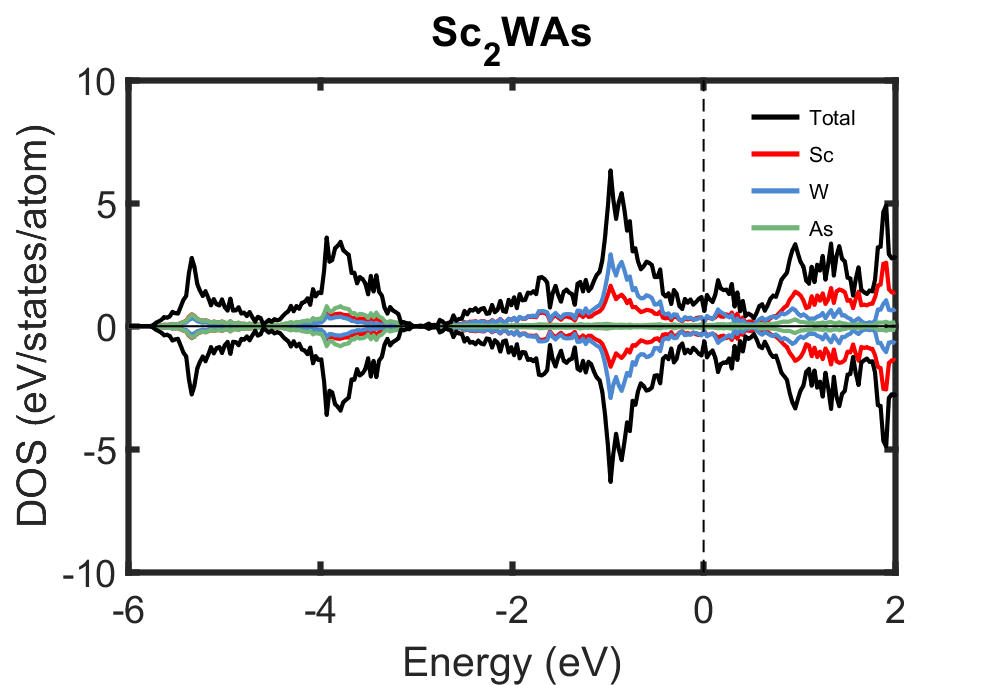 Sc₂WAs
10
5
0
-5
-10
DOS (eV/states/atom)
Total
Sc
W
As
-6 -4 -2 0 2
Energy (eV)